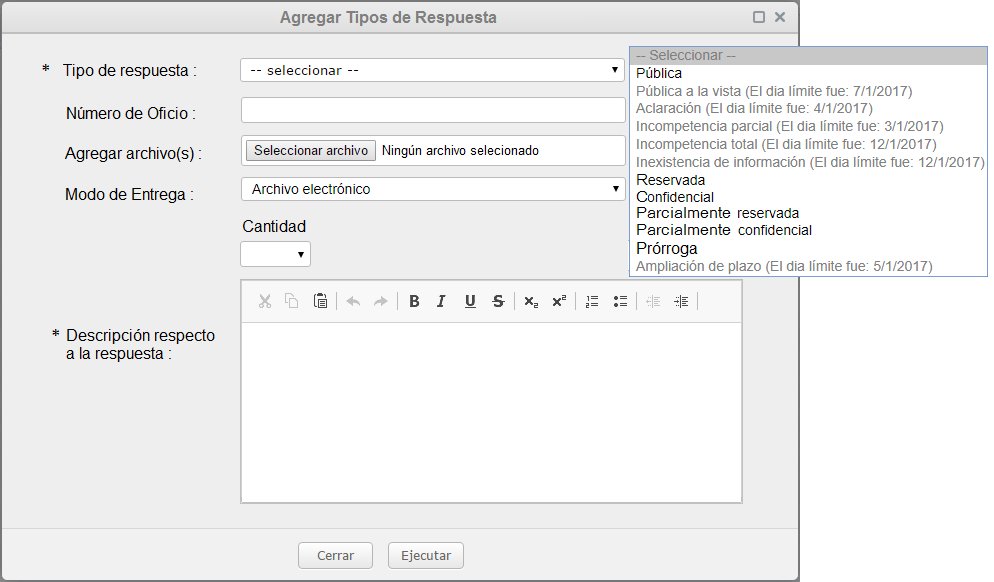 Agregar Tipos de Respuesta
* Tipo de respuesta :
-- seleccionar --
Número de Oficio :
Agregar archivo(s) :
Seleccionar archivo Ningún archivo selecionado
Modo de Entrega :
Archivo electrónico
Cantidad
* Descripción respecto
a la respuesta :
B I U S x₂ x²
Cerrar Ejecutar
-- Seleccionar --
Pública
Pública a la vista (El dia límite fue: 7/1/2017)
Aclaración (El dia límite fue: 4/1/2017)
Incompetencia parcial (El dia límite fue: 3/1/2017)
Incompetencia total (El dia límite fue: 12/1/2017)
Inexistencia de información (El dia límite fue: 12/1/2017)
Reservada
Confidencial
Parcialmente reservada
Parcialmente confidencial
Prórroga
Ampliación de plazo (El dia límite fue: 5/1/2017)